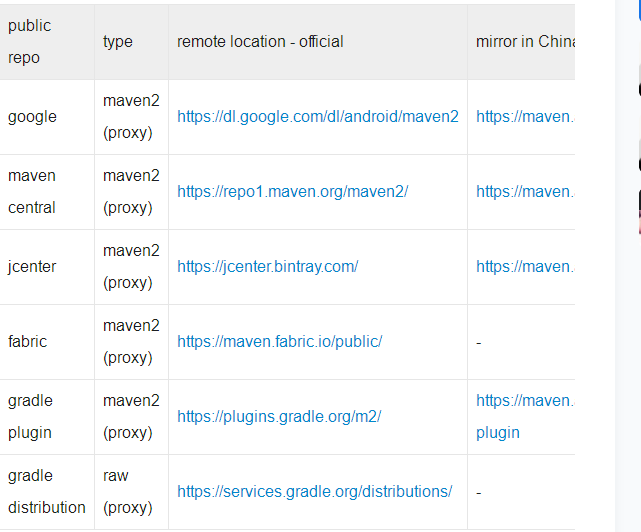 public repo type remote location - official mirror in China
google maven2 (proxy) https://dl.google.com/dl/android/maven2 https://maven.
maven central maven2 (proxy) https://repo1.maven.org/maven2/ https://maven.
jcenter maven2 (proxy) https://jcenter.bintray.com/ https://maven.
fabric maven2 (proxy) https://maven.fabric.io/public/ -
gradle plugin maven2 (proxy) https://plugins.gradle.org/m2/ https://maven. plugin
gradle distribution raw (proxy) https://services.gradle.org/distributions/ -